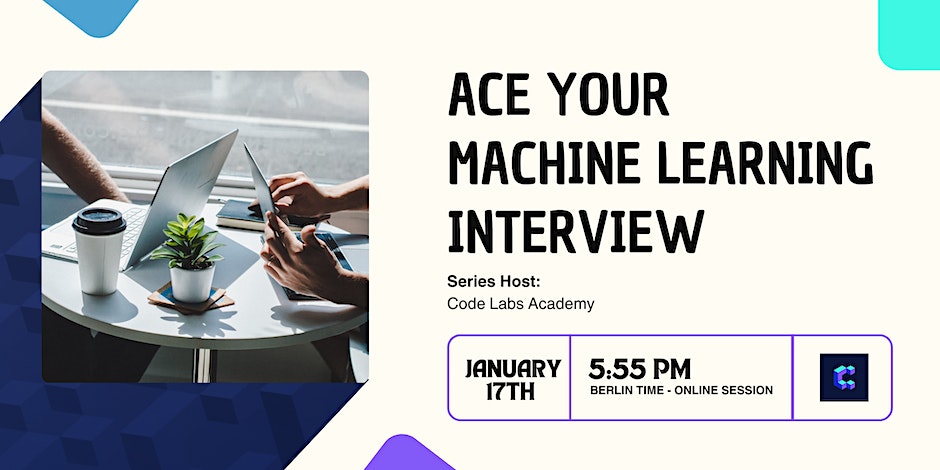 ACE YOUR
MACHINE LEARNING
INTERVIEW
Series Host:
Code Labs Academy
JANUARY
17TH
5:55 PM
BERLIN TIME - ONLINE SESSION